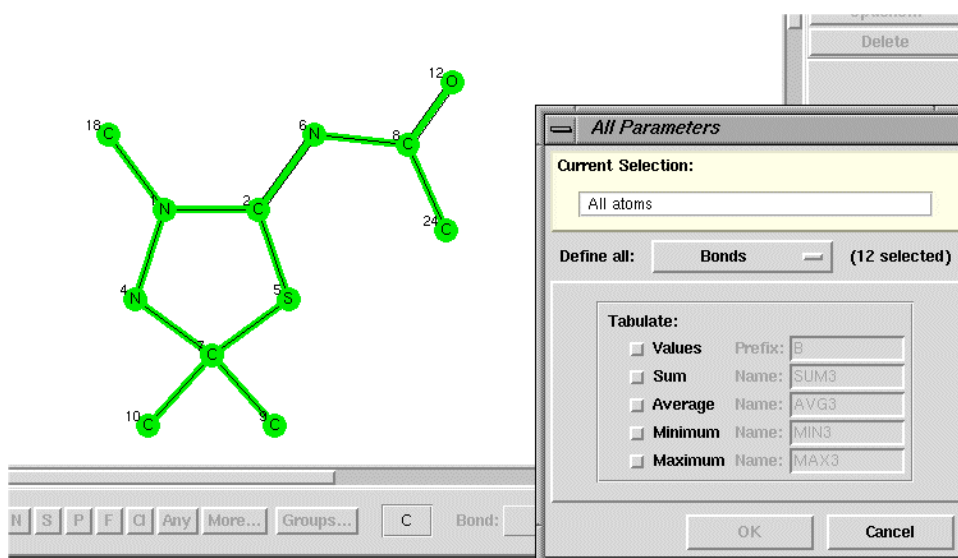 Delete
12 O
6 N
8 C
18 C
1 N
2 C
24 C
4 N
5 S
7 C
10 C
9 C
All Parameters
Current Selection:
All atoms
Define all: Bonds (12 selected)
Tabulate:
Values Prefix: B
Sum Name: SUM3
Average Name: AVG3
Minimum Name: MIN3
Maximum Name: MAX3
OK Cancel
N S P F Cl Any More... Groups... C Bond: